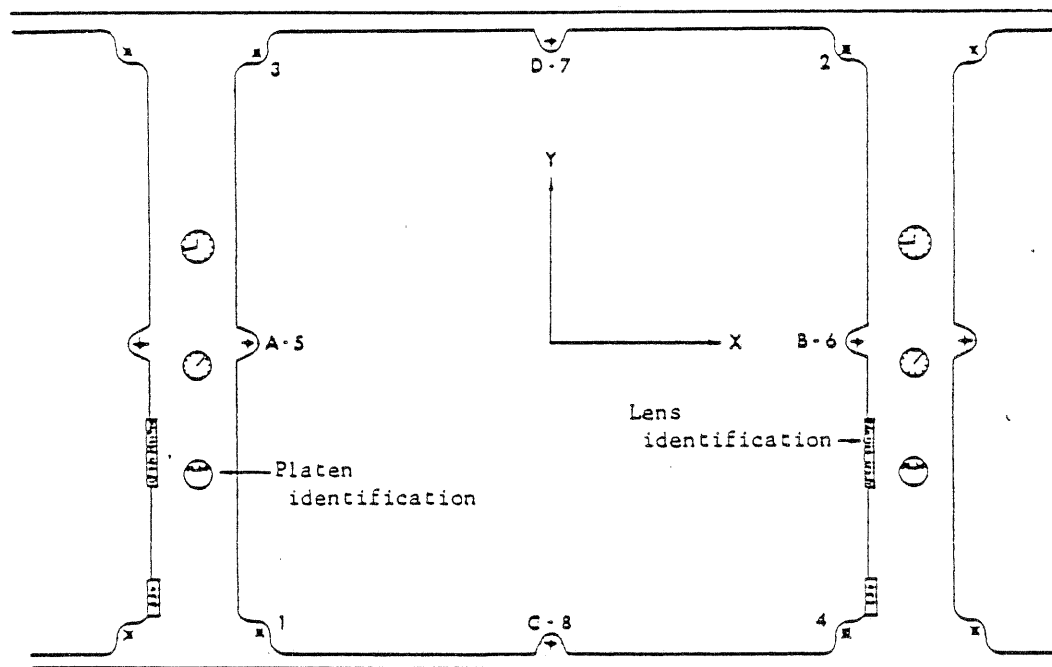 3
D - 7
2
Y
A - 5
X
B - 6
Lens
identification
Platen
identification
1
C - 8
4